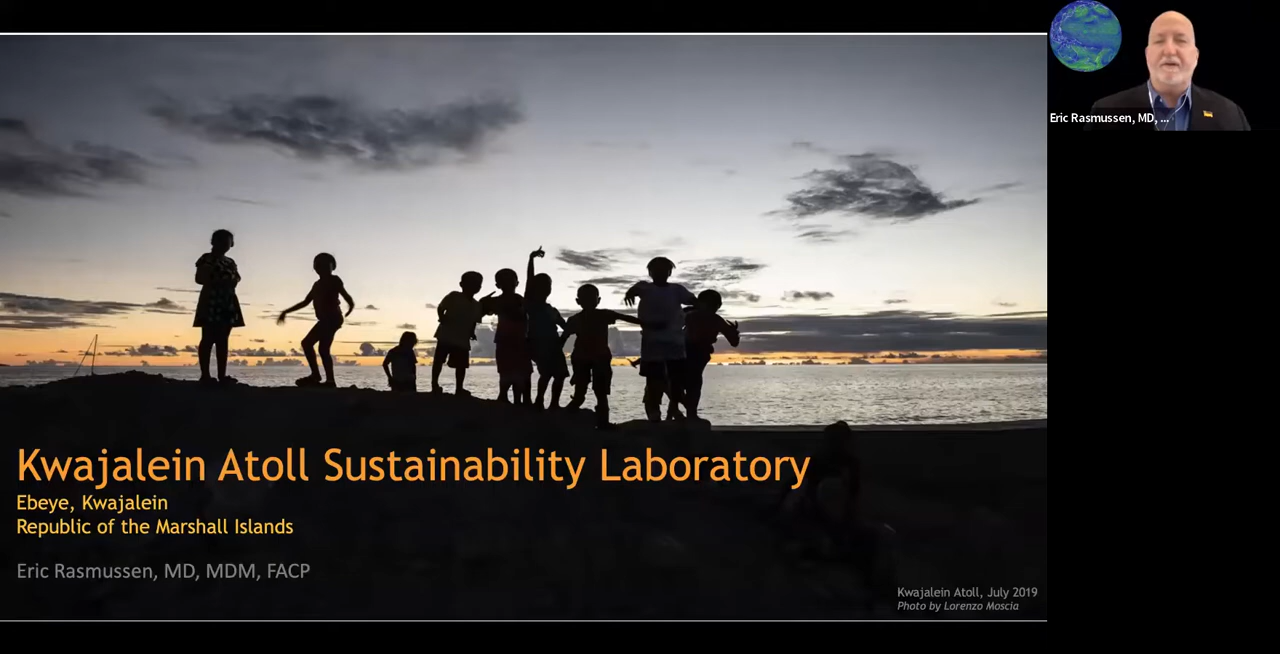 Eric Rasmussen, MD, ...
Kwajalein Atoll Sustainability Laboratory
Ebeye, Kwajalein
Republic of the Marshall Islands
Eric Rasmussen, MD, MDM, FACP
Kwajalein Atoll, July 2019
Photo by Lorenzo Moscia